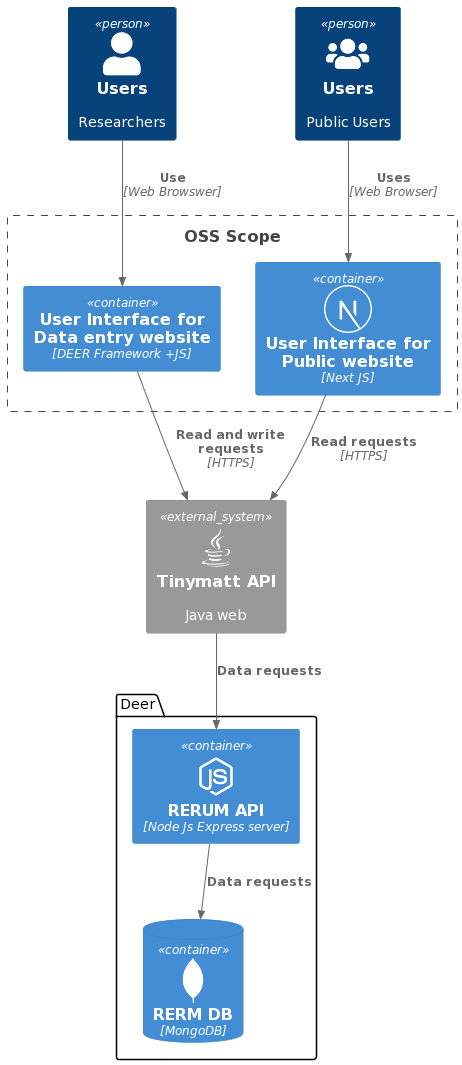 «person»
Users
Researchers
«person»
Users
Public Users
Use
[Web Browswer]
Uses
[Web Browser]
OSS Scope
«container»
User Interface for
Data entry website
[DEER Framework +JS]
«container»
N
User Interface for
Public website
[Next JS]
Read and write
requests
[HTTPS]
Read requests
[HTTPS]
«external_system»
Tinymatt API
Java web
Data requests
Deer
«container»
JS
RERUM API
[Node Js Express server]
Data requests
«container»
RERM DB
[MongoDB]